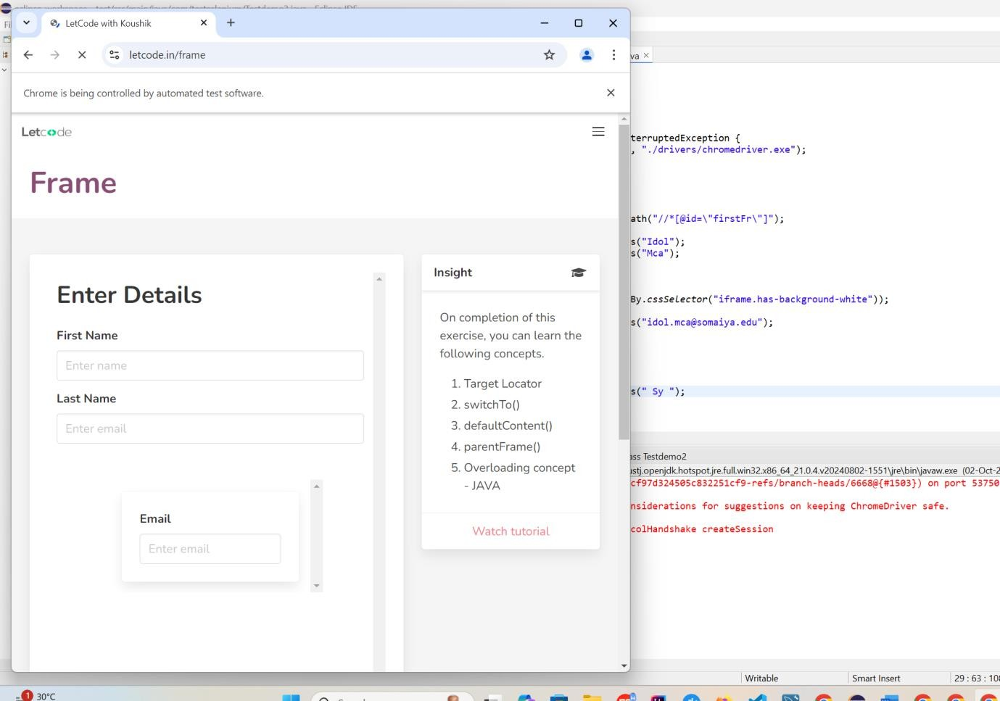 LetCode with Koushik
letcode.in/frame
Chrome is being controlled by automated test software.
Letcode
Frame
Enter Details
First Name
Enter name
Last Name
Enter email
Email
Enter email
Insight
On completion of this
exercise, you can learn the
following concepts.
1. Target Locator
2. switchTo()
3. defaultContent()
4. parentFrame()
5. Overloading concept
- JAVA
Watch tutorial
va
terruptedException {
, "./drivers/chromedriver.exe");
ath("//*[@id=\"firstFr\"]");
s("Idol");
s("Mca");
By.cssSelector("iframe.has-background-white"));
s("idol.mca@somaiya.edu");
s(" Sy ");
ass Testdemo2
ustj.openjdk.hotspot.jre.full.win32.x86_64_21.0.4.v20240802-1551\jre\bin\javaw.exe (02-Oct-2
cf97d324505c832251cf9-refs/branch-heads/6668@{#1503}) on port 53750
nsiderations for suggestions on keeping ChromeDriver safe.
colHandshake createSession
Writable
Smart Insert
29 : 63 : 108
1
30°C